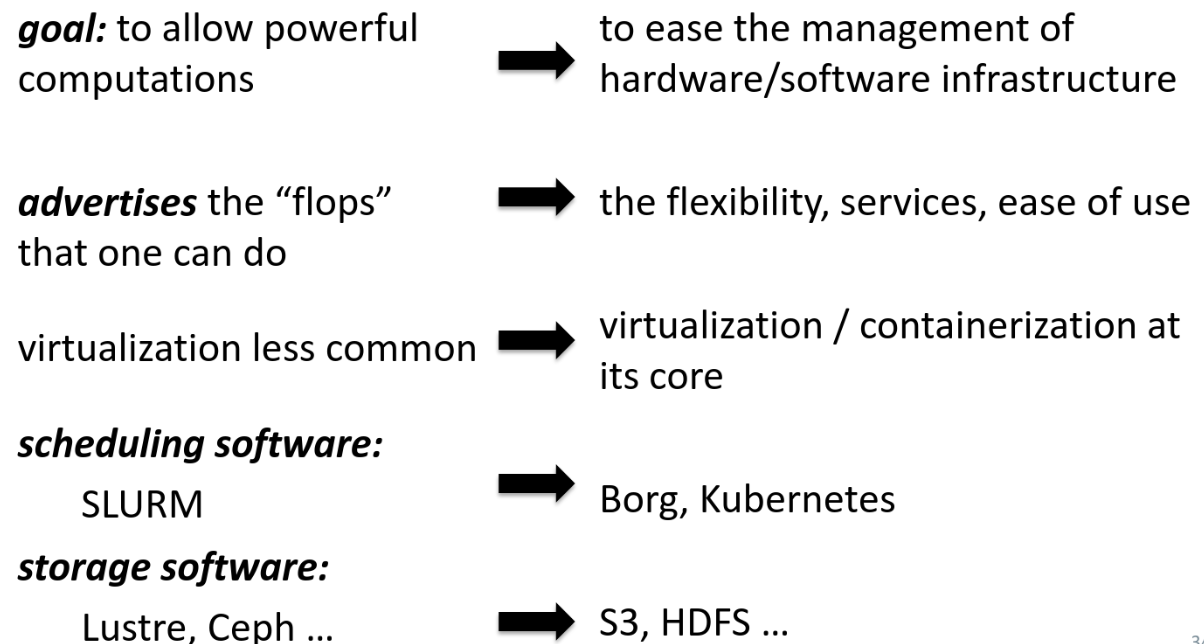 goal: to allow powerful
computations
to ease the management of
hardware/software infrastructure
advertises the “flops”
that one can do
the flexibility, services, ease of use
virtualization less common
virtualization / containerization at
its core
scheduling software:
SLURM
Borg, Kubernetes
storage software:
Lustre, Ceph ...
S3, HDFS ...